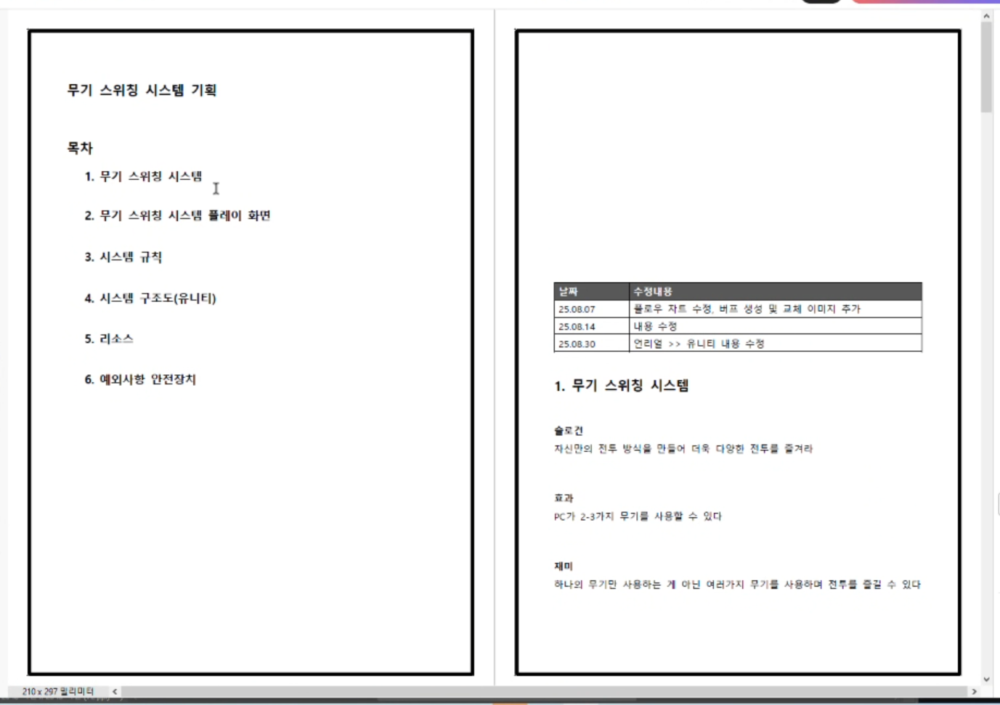 무기 스위칭 시스템 기획
목차
1. 무기 스위칭 시스템
2. 무기 스위칭 시스템 플레이 화면
3. 시스템 규칙
4. 시스템 구조도(유니티)
5. 리소스
6. 예외사항 안전장치
날짜 수정내용
25.08.07 플로우 차트 수정, 버프 생성 및 교체 이미지 추가
25.08.14 내용 수정
25.08.30 언리얼 >> 유니티 내용 수정
1. 무기 스위칭 시스템
슬로건
자신만의 전투 방식을 만들어 더욱 다양한 전투를 즐겨라
효과
PC가 2-3가지 무기를 사용할 수 있다
재미
하나의 무기만 사용하는 게 아닌 여러가지 무기를 사용하며 전투를 즐길 수 있다
210 x 297 밀리미터